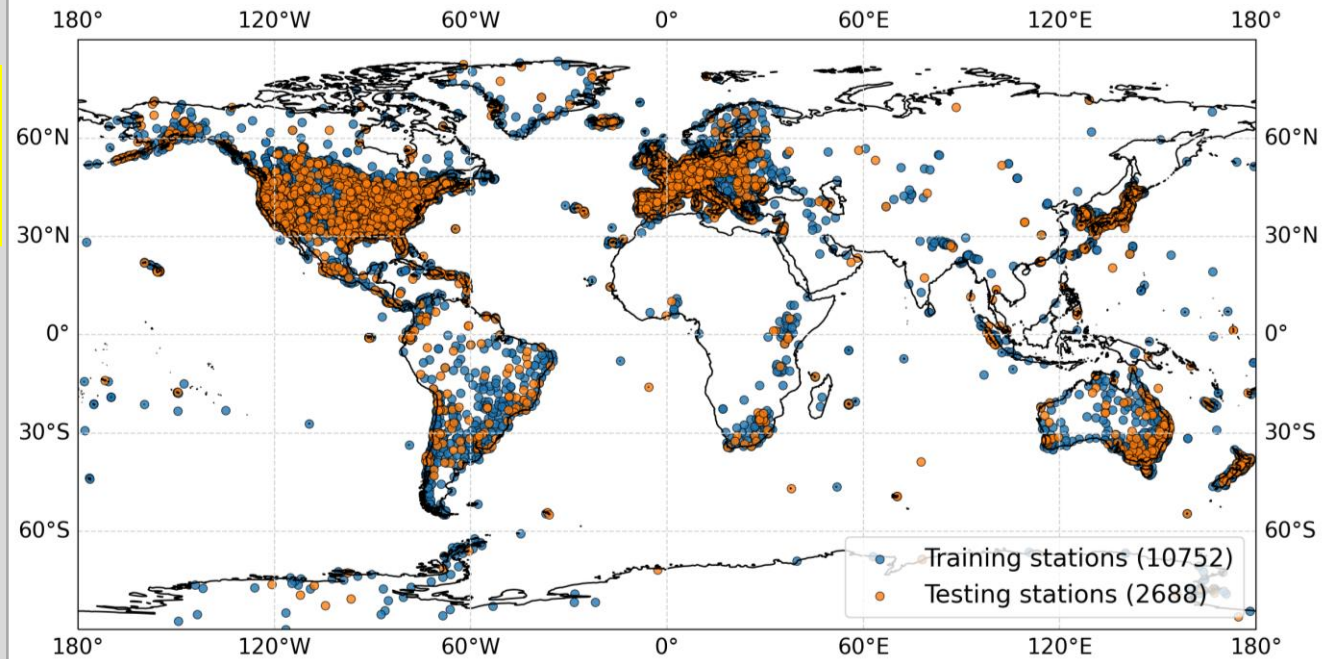 180° 120°W 60°W 0° 60°E 120°E 180°
60°N 60°N
30°N 30°N
0° 0°
30°S 30°S
60°S 60°S
Training stations (10752)
Testing stations (2688)
180° 120°W 60°W 0° 60°E 120°E 180°